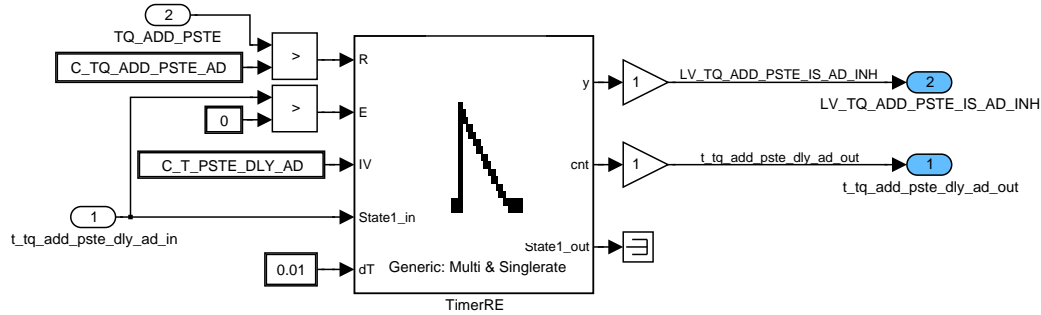 2
TQ_ADD_PSTE
C_TQ_ADD_PSTE_AD
>
R
>
0
E
C_T_PSTE_DLY_AD
IV
1
t_tq_add_pste_dly_ad_in
State1_in
0.01
dT
y
cnt
State1_out
Generic: Multi & Singlerate
TimerRE
1
LV_TQ_ADD_PSTE_IS_AD_INH
2
LV_TQ_ADD_PSTE_IS_AD_INH
1
t_tq_add_pste_dly_ad_out
1
t_tq_add_pste_dly_ad_out